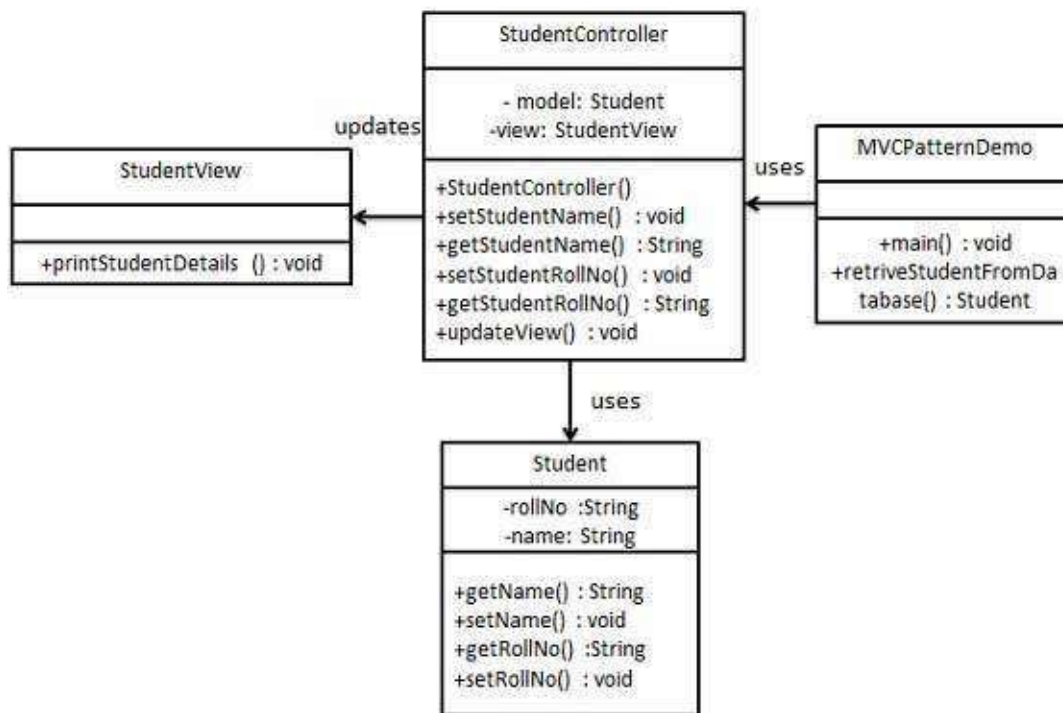 StudentController
- model: Student
-view: StudentView
+StudentController()
+setStudentName() : void
+getStudentName() : String
+setStudentRollNo() : void
+getStudentRollNo() : String
+updateView() : void
updates
StudentView
+printStudentDetails () : void
uses
MVCPatternDemo
+main() : void
+retriveStudentFromDa
tabase() : Student
uses
Student
-rollNo :String
-name: String
+getName() : String
+setName() : void
+getRollNo() :String
+setRollNo() : void